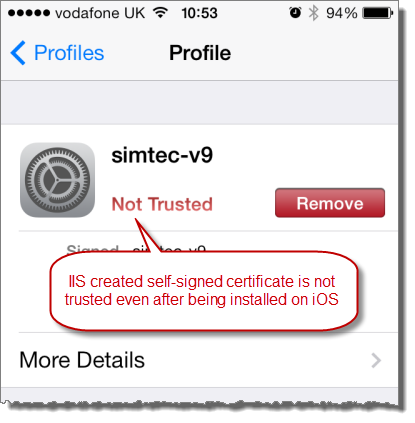 vodafone UK 10:53 94%
Profiles Profile
simtec-v9
Not Trusted Remove
Signed simtec-v9
IIS created self-signed certificate is not
trusted even after being installed on iOS
More Details